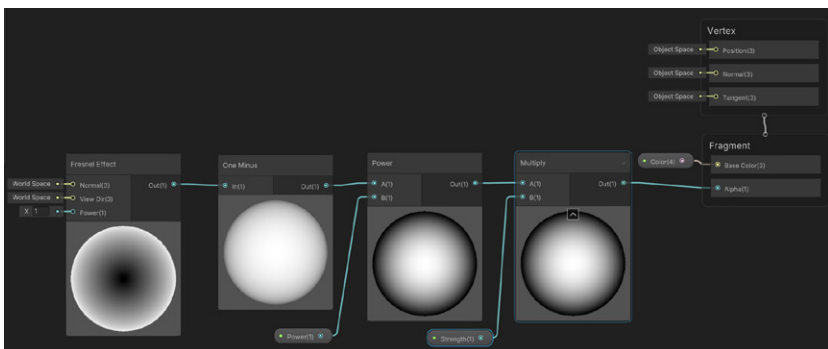 Vertex
Object Space
Position(3)
Object Space
Normal(3)
Object Space
Tangent(3)
Fragment
Color(4)
Base Color(3)
Alpha(1)
Fresnel Effect
World Space
Normal(3)
Out(1)
World Space
View Dir(3)
X 1
Power(1)
One Minus
In(1)
Out(1)
Power
A(1)
Out(1)
B(1)
Power(1)
Multiply
A(1)
Out(1)
B(1)
Strength(1)